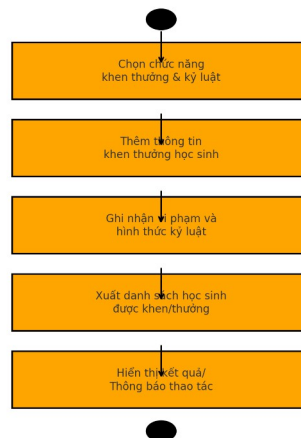 Chọn chức năng
khen thưởng & kỷ luật
Thêm thông tin
khen thưởng học sinh
Ghi nhận vi phạm và
hình thức kỷ luật
Xuất danh sách học sinh
được khen/thưởng
Hiển thị kết quả/
Thông báo thao tác